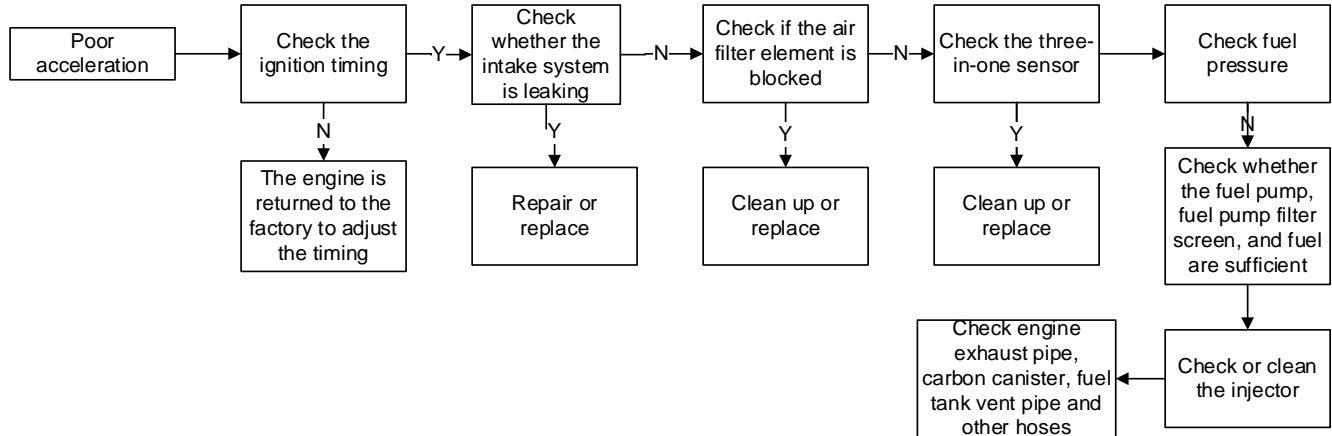 Poor
acceleration
Check the
ignition timing
Y
Check
whether the
intake system
is leaking
N
Check if the air
filter element is
blocked
N
Check the three-
in-one sensor
Check fuel
pressure
N
The engine is
returned to the
factory to adjust
the timing
Y
Repair or
replace
Y
Clean up or
replace
Y
Clean up or
replace
N
Check whether
the fuel pump,
fuel pump filter
screen, and fuel
are sufficient
Check or clean
the injector
Check engine
exhaust pipe,
carbon canister, fuel
tank vent pipe and
other hoses